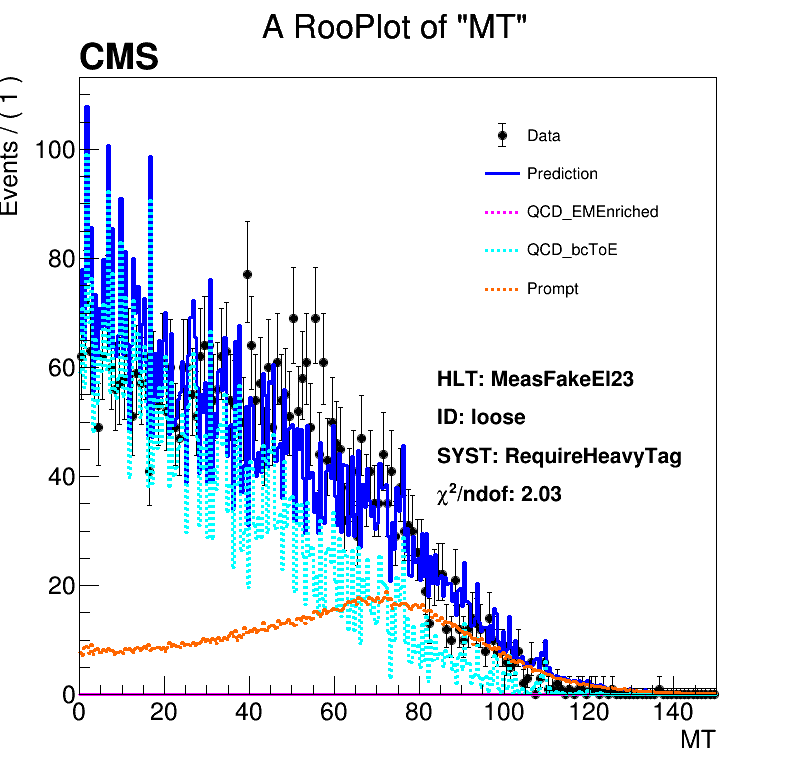 A RooPlot of "MT"
CMS
Events / ( 1 )
100
80
60
40
20
0
Data
Prediction
QCD_EMEnriched
QCD_bcToE
Prompt
HLT: MeasFakeEl23
ID: loose
SYST: RequireHeavyTag
χ²/ndof: 2.03
0 20 40 60 80 100 120 140
MT